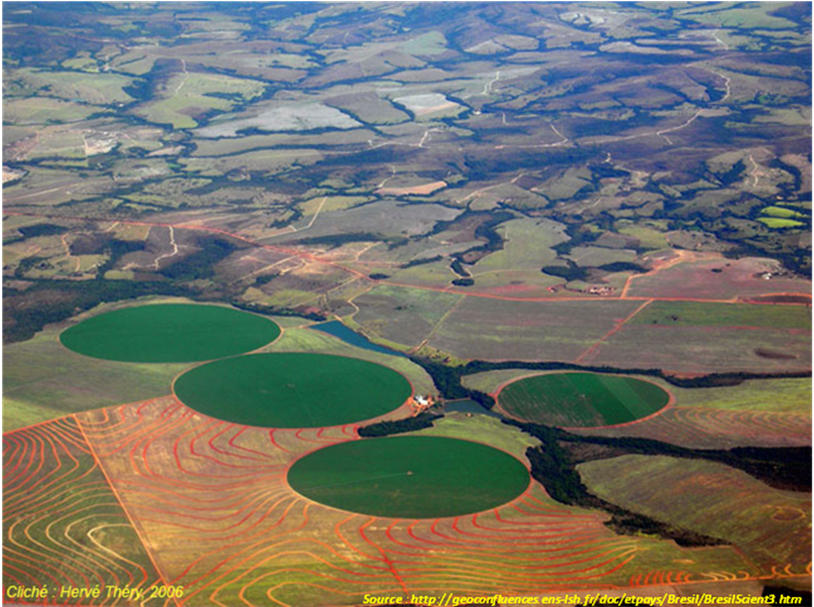 Cliché : Hervé Théry, 2006
Source : http://geoconfluences.ens-lsh.fr/doc/etpays/Bresil/BresilScient3.htm